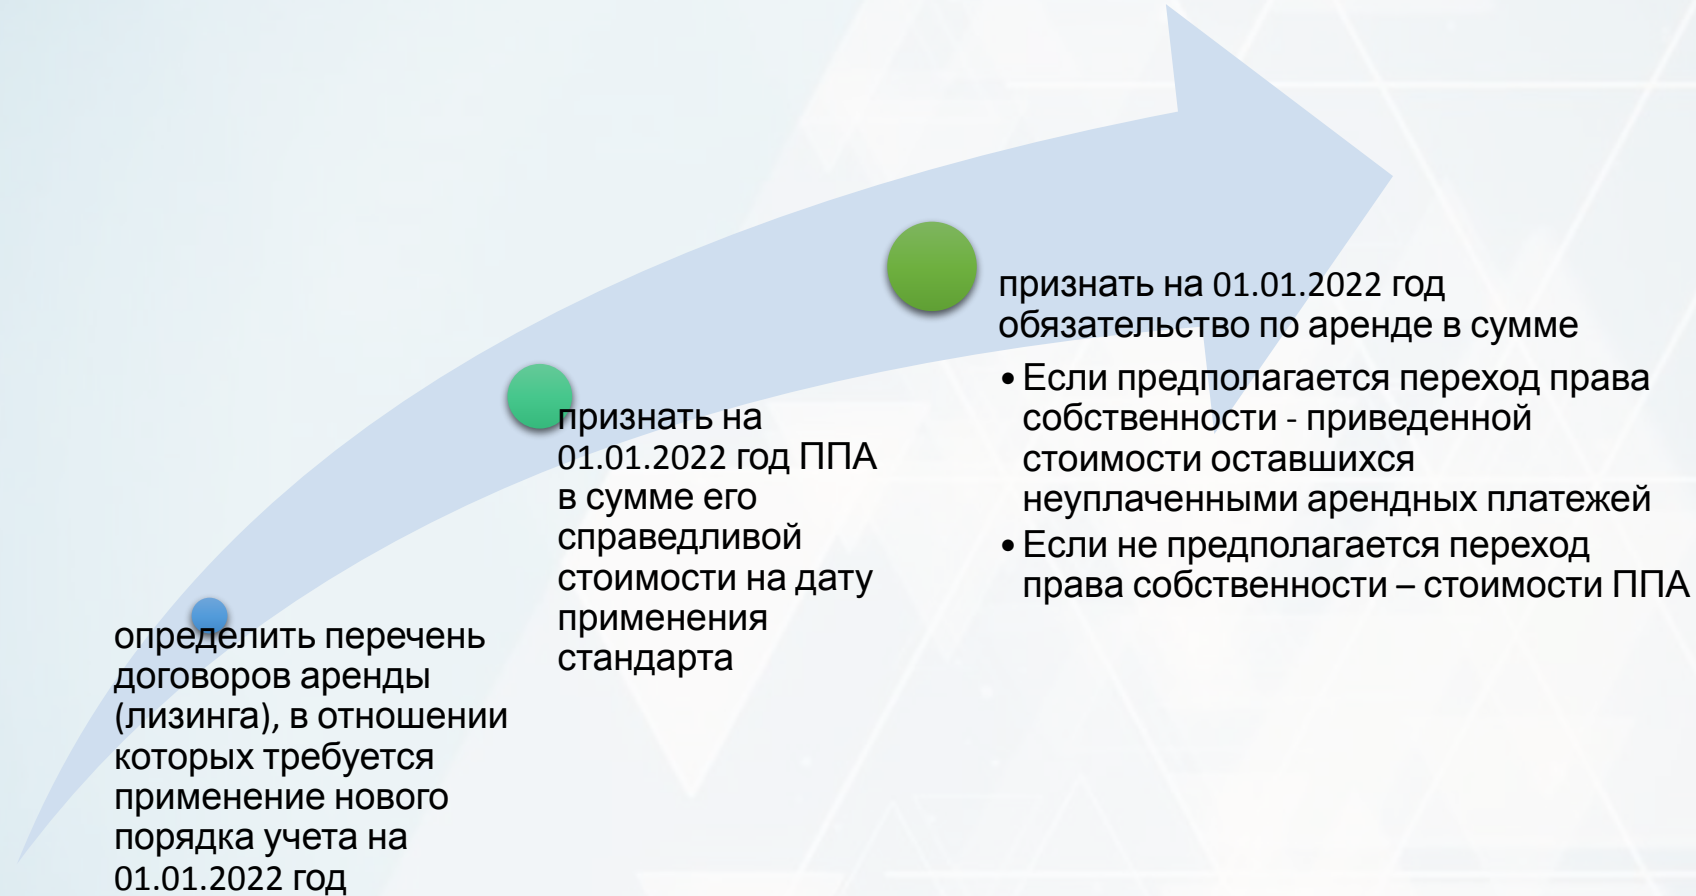 определить перечень
договоров аренды
(лизинга), в отношении
которых требуется
применение нового
порядка учета на
01.01.2022 год
признать на
01.01.2022 год ППА
в сумме его
справедливой
стоимости на дату
применения
стандарта
признать на 01.01.2022 год
обязательство по аренде в сумме
• Если предполагается переход права
собственности - приведенной
стоимости оставшихся
неуплаченными арендных платежей
• Если не предполагается переход
права собственности – стоимости ППА